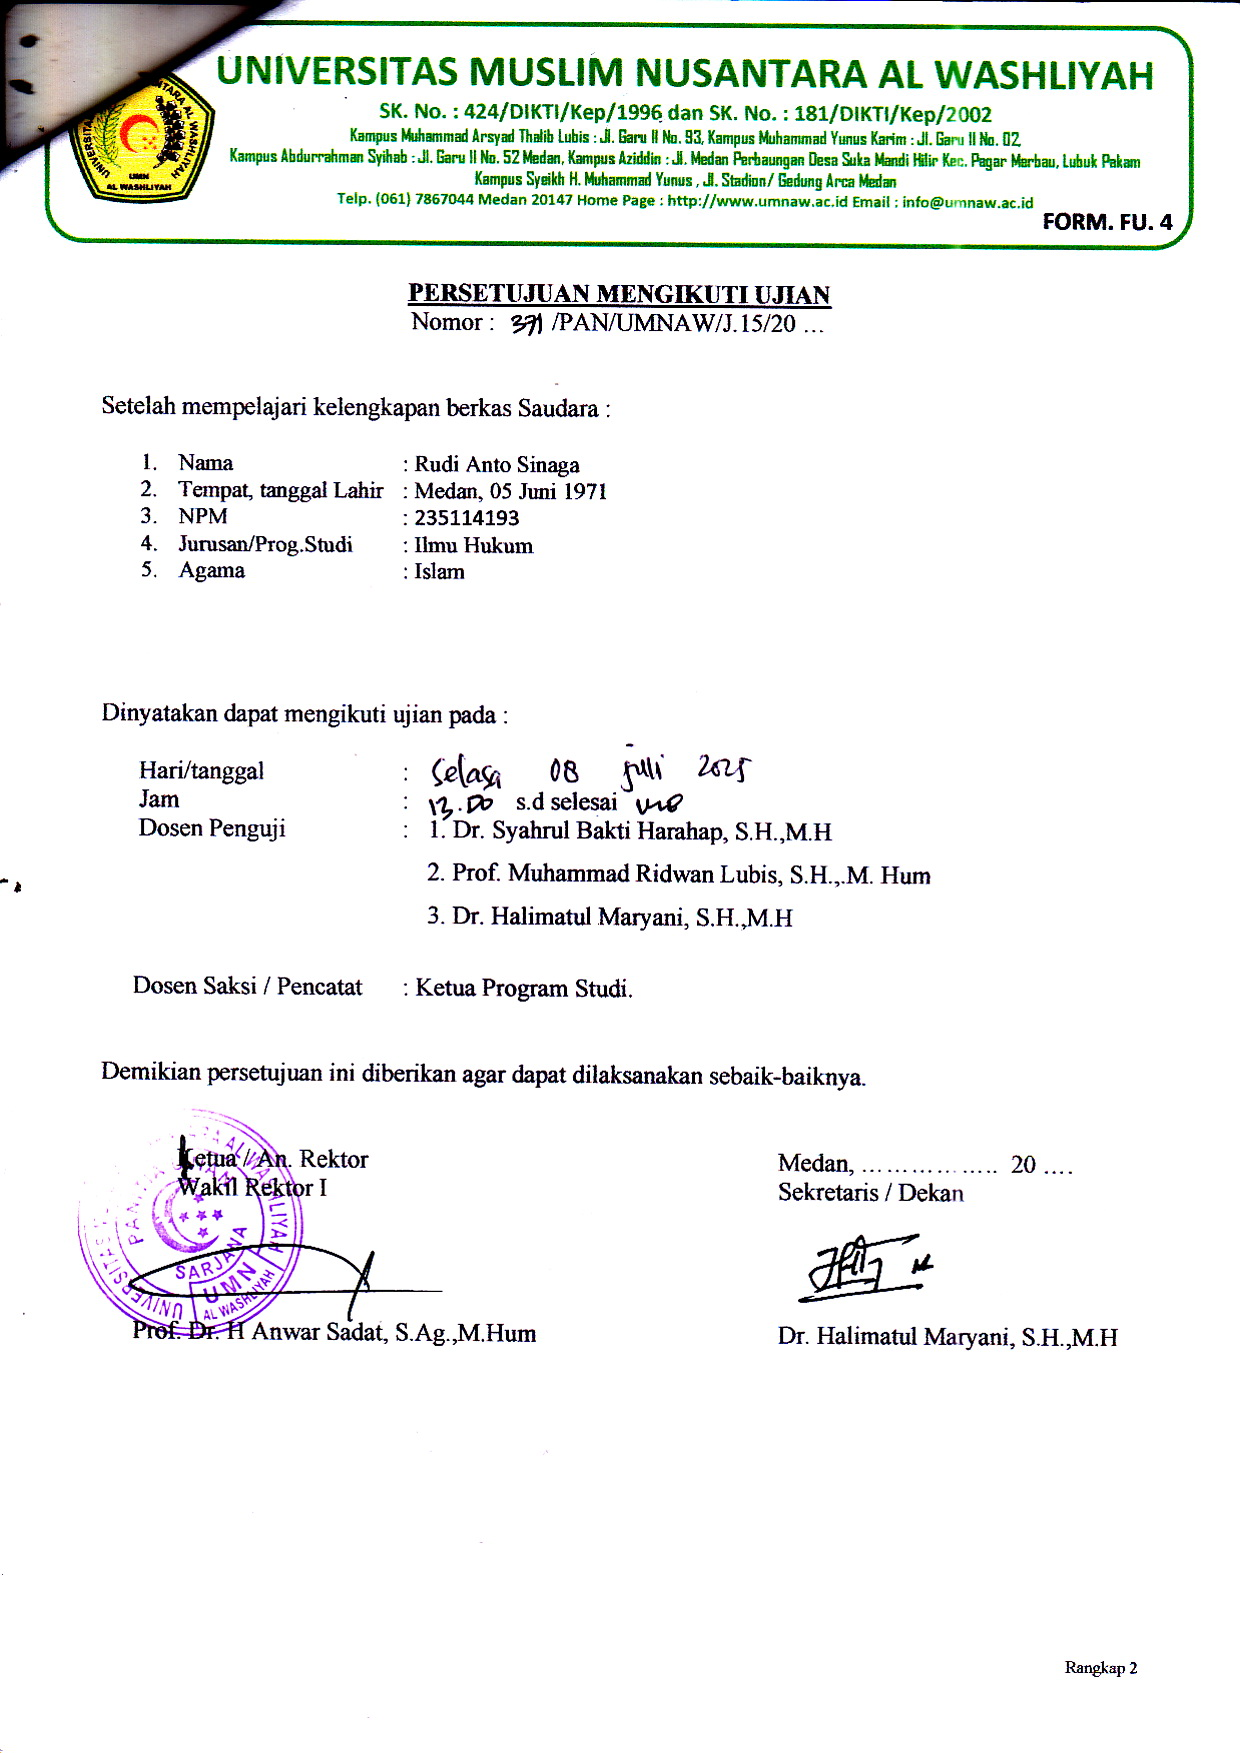 UNIVERSITAS MUSLIM NUSANTARA AL WASHLIYAH
SK. No. : 424/DIKTI/Kep/1996 dan SK. No. : 181/DIKTI/Kep/2002
Kampus Muhammad Arsyad Thalib Lubis : Jl. Garu II No. 93, Kampus Muhammad Yunus Karim : Jl. Garu II No. 02,
Kampus Abdurrahman Syihab : Jl. Garu II No. 52 Medan, Kampus Aziddin : Jl. Medan Perbaungan Desa Suka Mandi Hilir Kec. Pagar Merbau, Lubuk Pakam
Kampus Syeikh H. Muhammad Yunus , Jl. Stadion/ Gedung Arca Medan
Telp. (061) 7867044 Medan 20147 Home Page : http://www.umnaw.ac.id Email : info@umnaw.ac.id
UMN
AL WASHLIYAH
FORM. FU. 4
PERSETUJUAN MENGIKUTI UJIAN
Nomor : 371 /PAN/UMNAW/J.15/20 ...
Setelah mempelajari kelengkapan berkas Saudara :
1. Nama : Rudi Anto Sinaga
2. Tempat, tanggal Lahir : Medan, 05 Juni 1971
3. NPM : 235114193
4. Jurusan/Prog.Studi : Ilmu Hukum
5. Agama : Islam
Dinyatakan dapat mengikuti ujian pada :
Hari/tanggal : Selasa 08 Juli 2025
Jam : 13.00 s.d selesai
Dosen Penguji : 1. Dr. Syahrul Bakti Harahap, S.H.,M.H
2. Prof. Muhammad Ridwan Lubis, S.H.,.M. Hum
3. Dr. Halimatul Maryani, S.H.,M.H
Dosen Saksi / Pencatat : Ketua Program Studi.
Demikian persetujuan ini diberikan agar dapat dilaksanakan sebaik-baiknya.
Ketua / An. Rektor
Wakil Rektor I
Medan, ................. 20 ....
Sekretaris / Dekan
SARJANA
UMN
AL WASHLIYAH
Prof. Dr. H Anwar Sadat, S.Ag.,M.Hum
Dr. Halimatul Maryani, S.H.,M.H
Rangkap 2